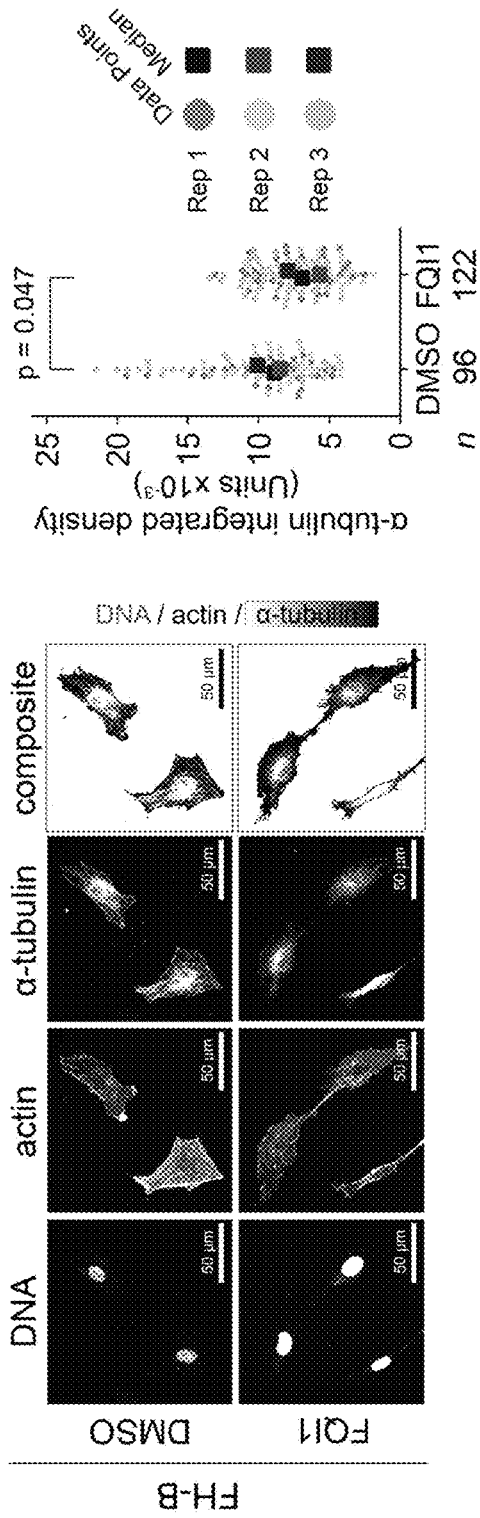 FH-B
DNA
actin
α-tubulin
composite
DMSO
50 µm
50 µm
50 µm
50 µm
FQI1
50 µm
50 µm
50 µm
50 µm
DNA / actin / α-tubulin
α-tubulin integrated density
(Units x10⁻³)
25
20
15
10
5
0
p = 0.047
DMSO FQI1
n 96 122
Data Points
Median
Rep 1
Rep 2
Rep 3